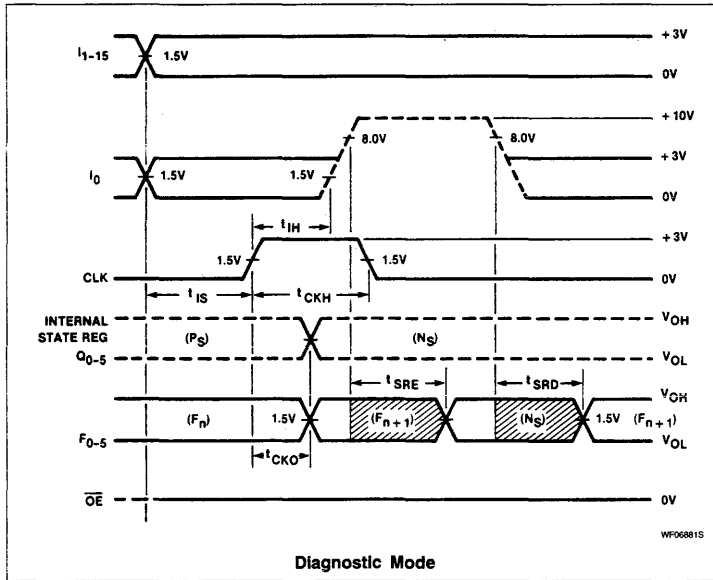 I1-15
1.5V
+3V
0V
+10V
8.0V
8.0V
+3V
I0
1.5V
1.5V
0V
tIH
+3V
1.5V
1.5V
CLK
0V
tIS
tCKH
INTERNAL
STATE REG
Q0-5
(PS)
(NS)
VOH
VOL
tSRE
tSRD
VOH
F0-5
(Fn)
1.5V
(Fn+1)
(NS)
1.5V
(Fn+1)
VOL
tCKO
OE
0V
WF06881S
Diagnostic Mode